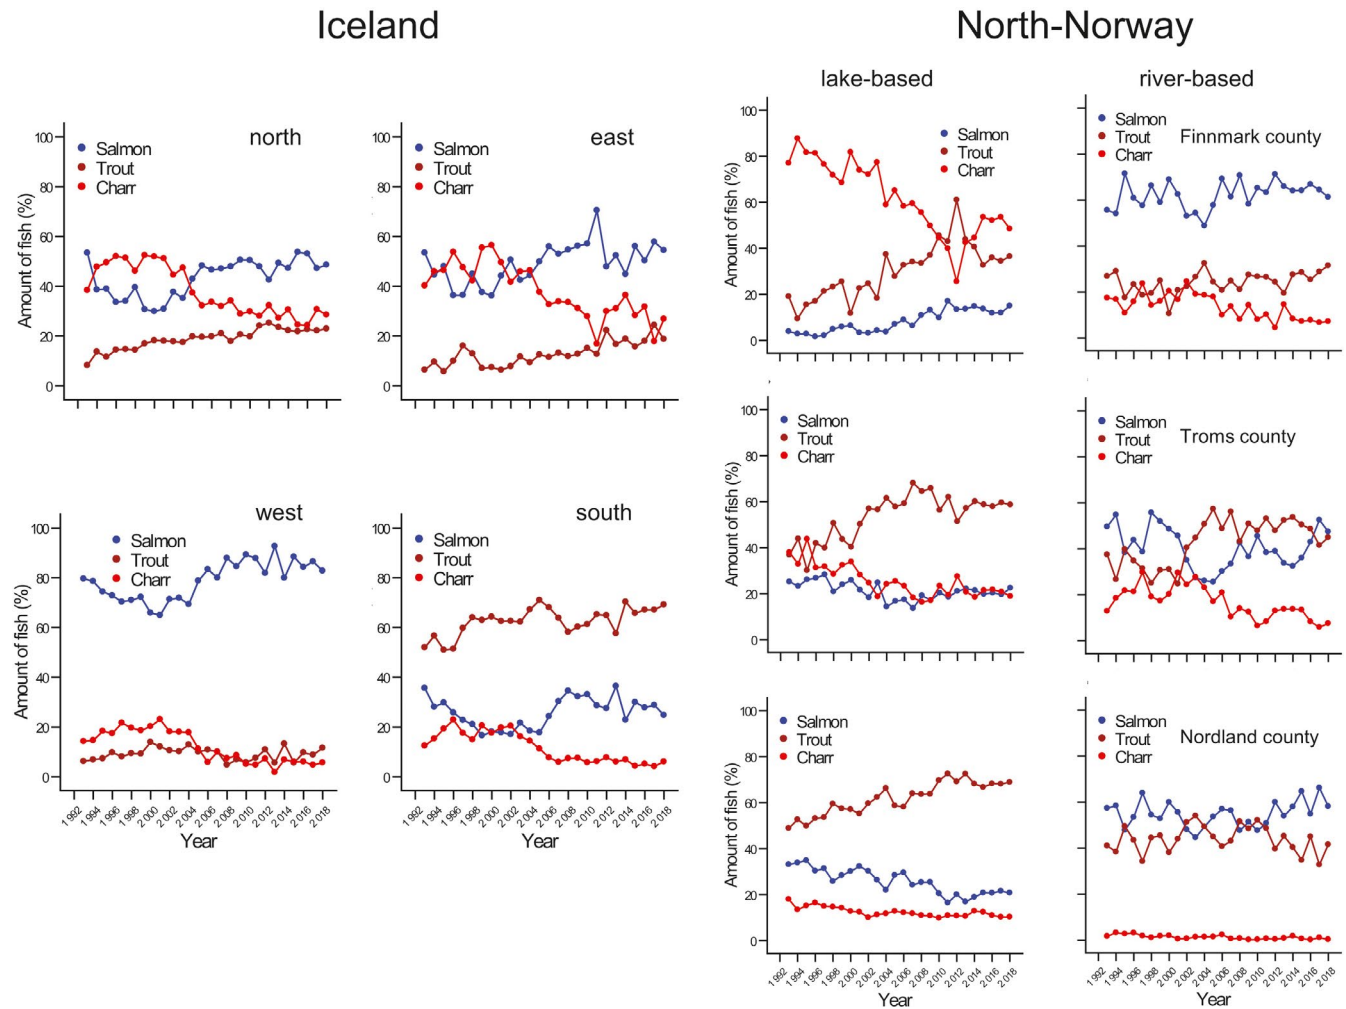 Iceland
North-Norway
lake-based
river-based
north
Salmon
Trout
Charr
Amount of fish (%)
100
80
60
40
20
0
east
Salmon
Trout
Charr
100
80
60
40
20
0
Salmon
Trout
Charr
Amount of fish (%)
100
80
60
40
20
0
Salmon
Trout
Charr
Finnmark county
Salmon
Trout
Charr
Amount of fish (%)
100
80
60
40
20
0
Salmon
Trout
Charr
Troms county
west
Salmon
Trout
Charr
Amount of fish (%)
100
80
60
40
20
0
1992 1994 1996 1998 2000 2002 2004 2006 2008 2010 2012 2014 2016 2018
Year
south
Salmon
Trout
Charr
100
80
60
40
20
0
1992 1994 1996 1998 2000 2002 2004 2006 2008 2010 2012 2014 2016 2018
Year
Salmon
Trout
Charr
Amount of fish (%)
100
80
60
40
20
0
1992 1994 1996 1998 2000 2002 2004 2006 2008 2010 2012 2014 2016 2018
Year
Salmon
Trout
Charr
Nordland county
1992 1994 1996 1998 2000 2002 2004 2006 2008 2010 2012 2014 2016 2018
Year